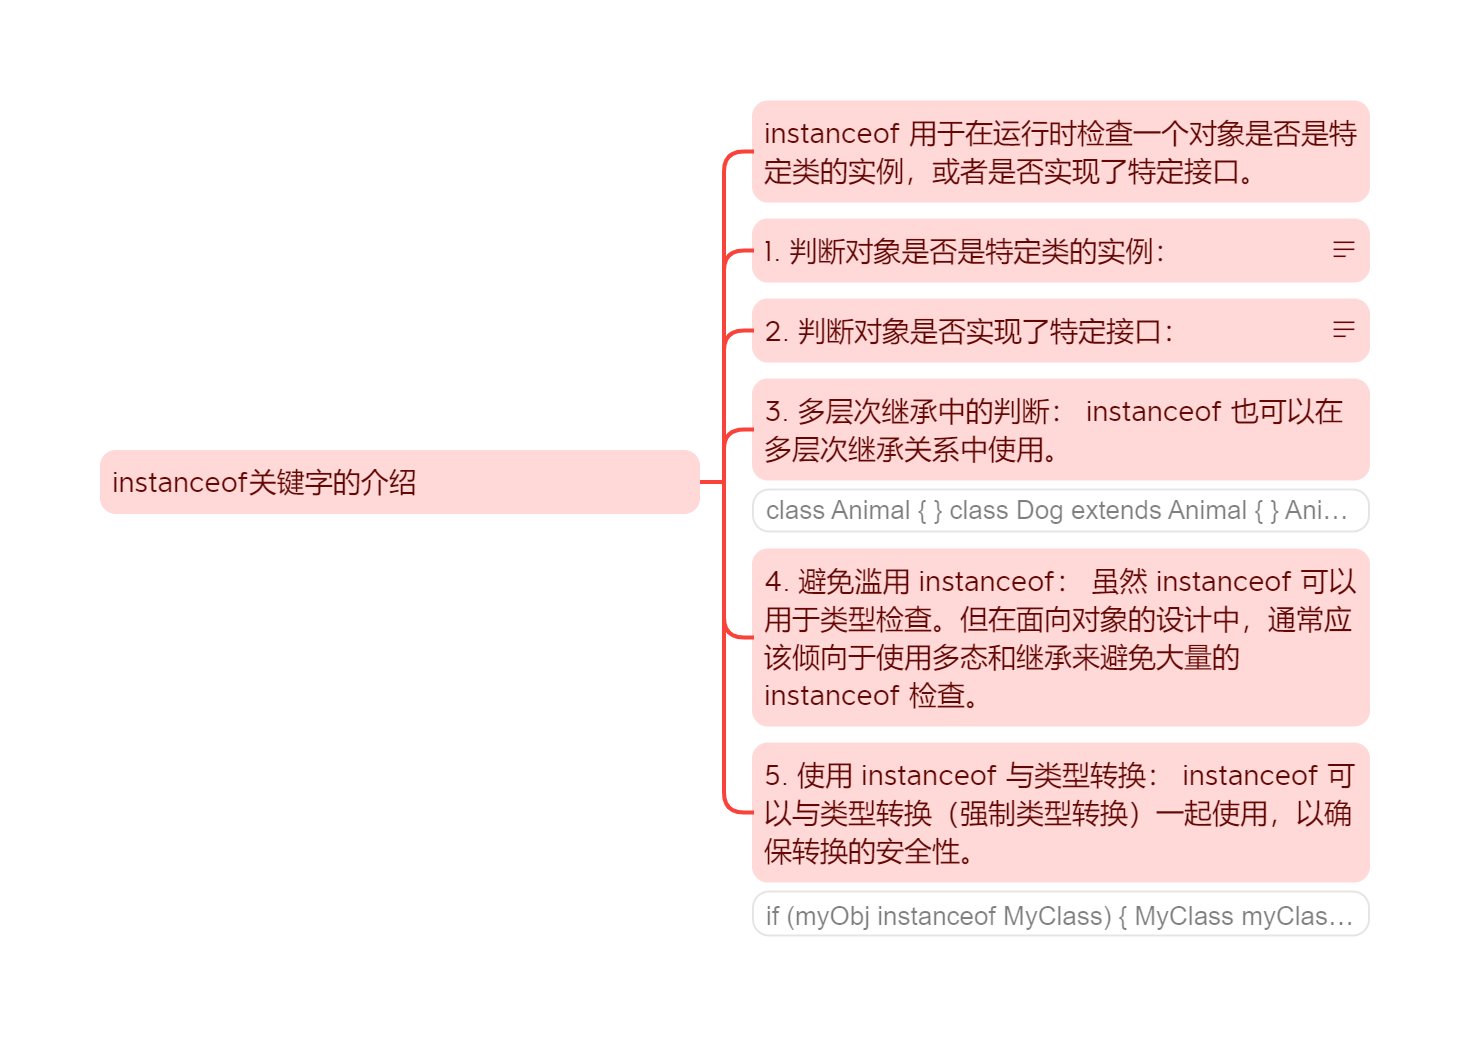 instanceof 用于在运行时检查一个对象是否是特
定类的实例，或者是否实现了特定接口。
1. 判断对象是否是特定类的实例：
2. 判断对象是否实现了特定接口：
3. 多层次继承中的判断： instanceof 也可以在
多层次继承关系中使用。
instanceof关键字的介绍
class Animal { } class Dog extends Animal { } Ani...
4. 避免滥用 instanceof： 虽然 instanceof 可以
用于类型检查。但在面向对象的设计中，通常应
该倾向于使用多态和继承来避免大量的
instanceof 检查。
5. 使用 instanceof 与类型转换： instanceof 可
以与类型转换（强制类型转换）一起使用，以确
保转换的安全性。
if (myObj instanceof MyClass) { MyClass myClas...